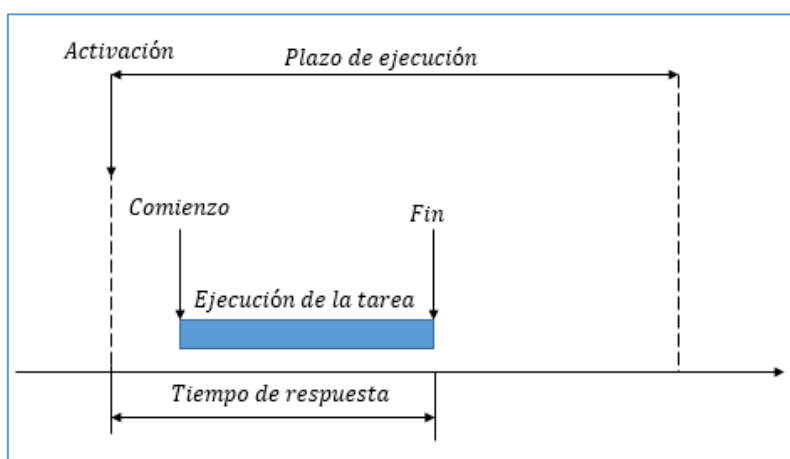 Activación
Plazo de ejecución
Comienzo
Fin
Ejecución de la tarea
Tiempo de respuesta